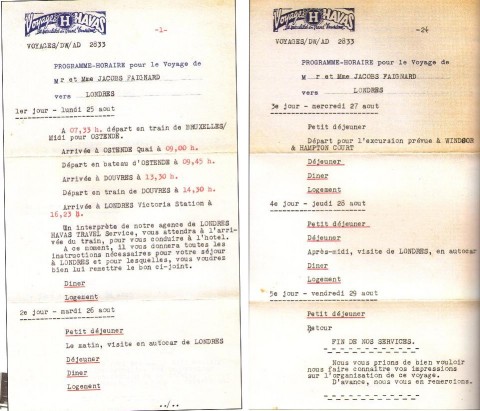 Voyages H HAVAS
-1-
VOYAGES/DW/AD 2833
PROGRAMME-HORAIRE pour le Voyage de
Mr et Mme JACOBS FAIGNARD
vers LONDRES
1er jour - lundi 25 aout
A 07,33 h. départ en train de BRUXELLES/
Midi pour OSTENDE.
Arrivée à OSTENDE Quai à 09,00 h.
Départ en bateau d'OSTENDE à 09,45 h.
Arrivée à DOUVRES à 13,30 h.
Départ en train de DOUVRES à 14,30 h.
Arrivée à LONDRES Victoria Station à
16,23 H.
Un interprète de notre agence de LONDRES
HAVAS TRAVEL Service, vous attendra à l'arri-
vée du train, pour vous conduire à l'hotel.
A ce moment, il vous donnera toutes les
instructions nécessaires pour votre séjour
à LONDRES et pour lesquelles, vous voudrez
bien lui remettre le bon ci-joint.
Diner
Logement
2e jour - mardi 26 aout
Petit déjeuner
Le matin, visite en autocar de LONDRES
Déjeuner
Diner
Logement
../..
Voyages H HAVAS
VOYAGES/DW/AD 2833
PROGRAMME-HORAIRE pour le Voyage de
Mr et Mme JACOBS FAIGNARD
vers LONDRES
3e jour - mercredi 27 aout
Petit déjeuner
Départ pour l'excursion prévue à WINDSOR
& HAMPTON COURT
Déjeuner
Diner
Logement
4e jour - jeudi 28 aout
Petit déjeuner
Déjeuner
Après-midi, visite de LONDRES, en autocar
Diner
Logement
5e jour - vendredi 29 aout
Petit déjeuner
Retour
FIN DE NOS SERVICES.
Nous vous prions de bien vouloir
nous faire connaître vos impressions
sur l'organisation de ce voyage.
D'avance, nous vous en remercions.